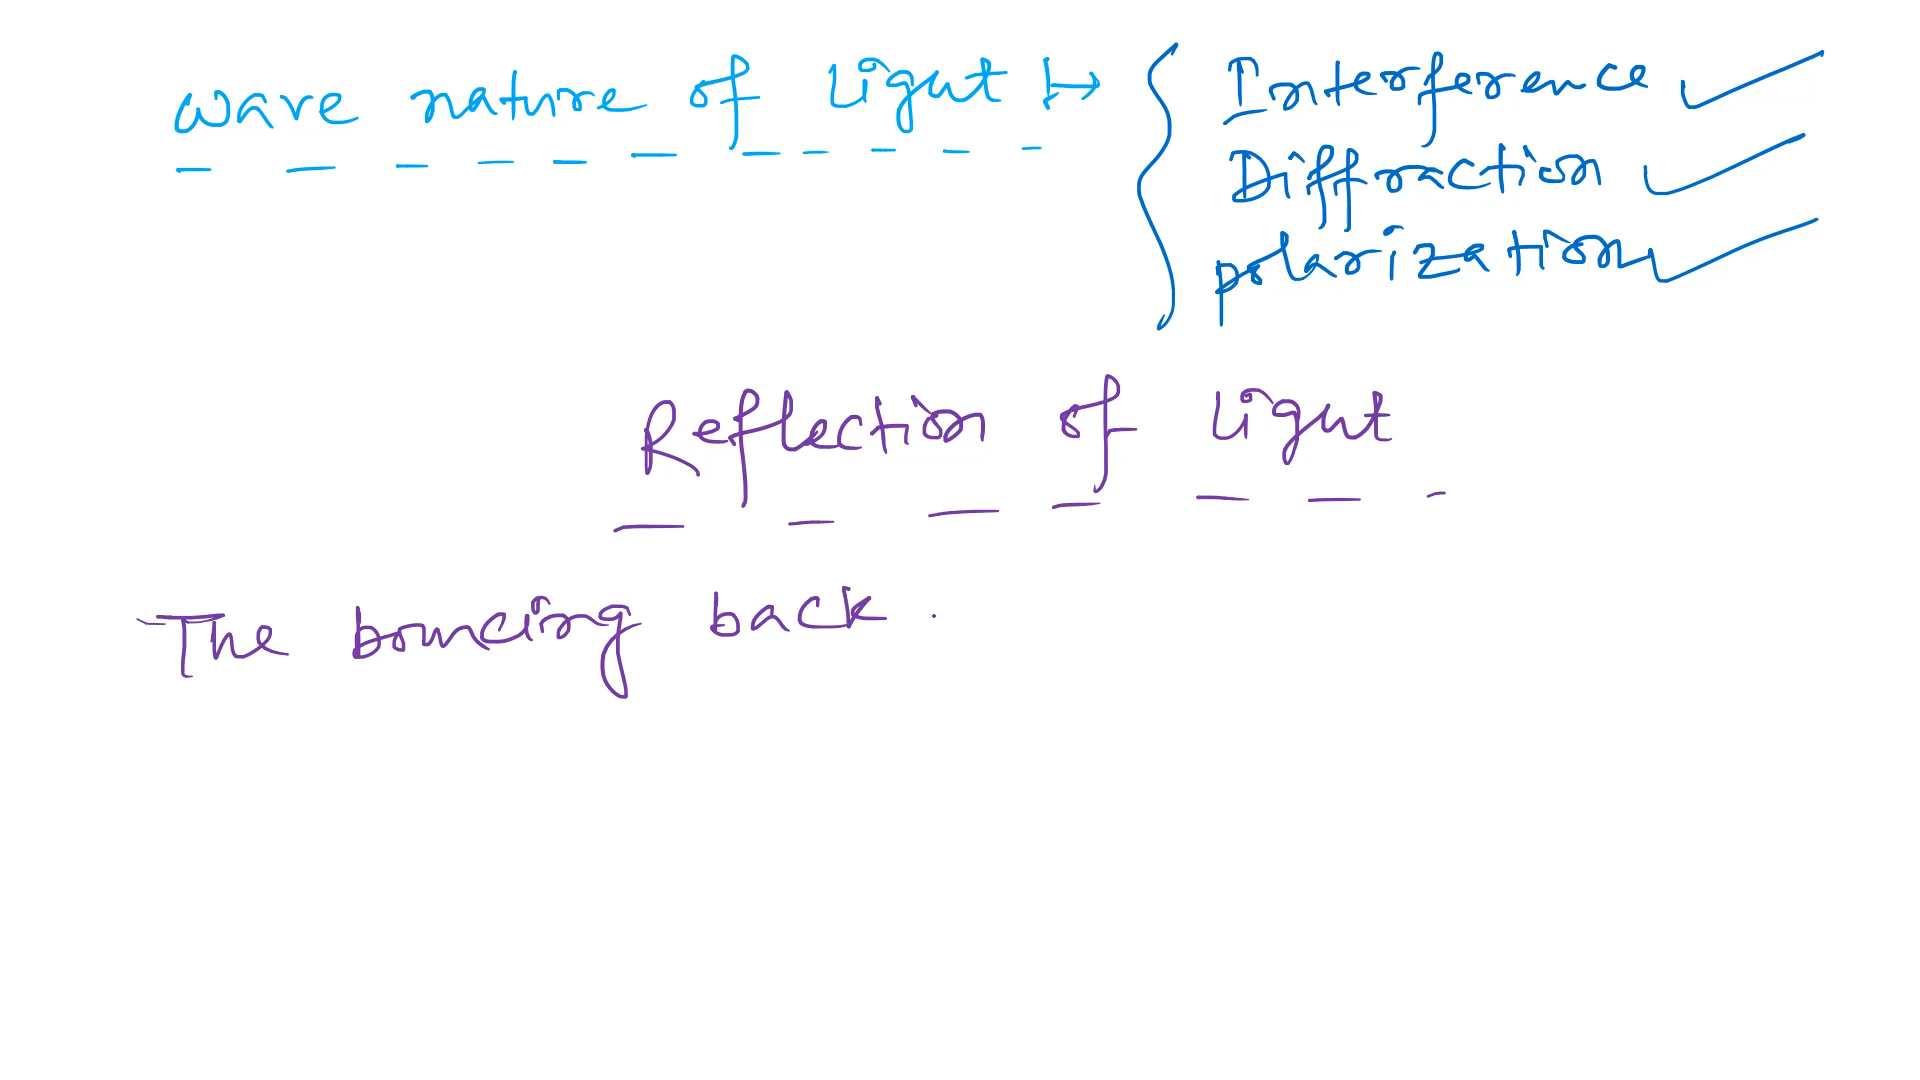 wave nature of light ↦ { Interference ✓
Diffraction ✓
polarization ✓
Reflection of light
The bouncing back .